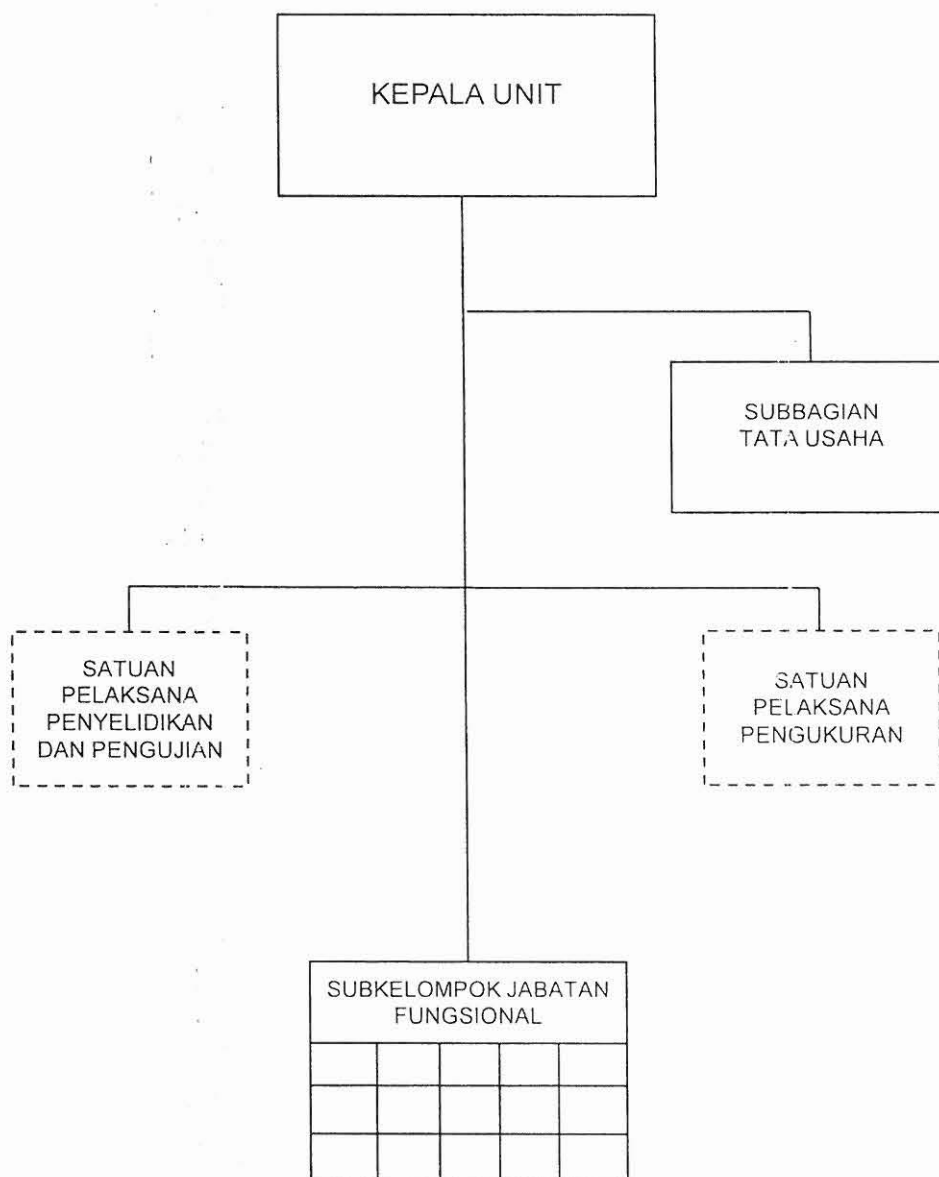 KEPALA UNIT
SUBBAGIAN
TATA USAHA
SATUAN
PELAKSANA
PENYELIDIKAN
DAN PENGUJIAN
SATUAN
PELAKSANA
PENGUKURAN
SUBKELOMPOK JABATAN
FUNGSIONAL